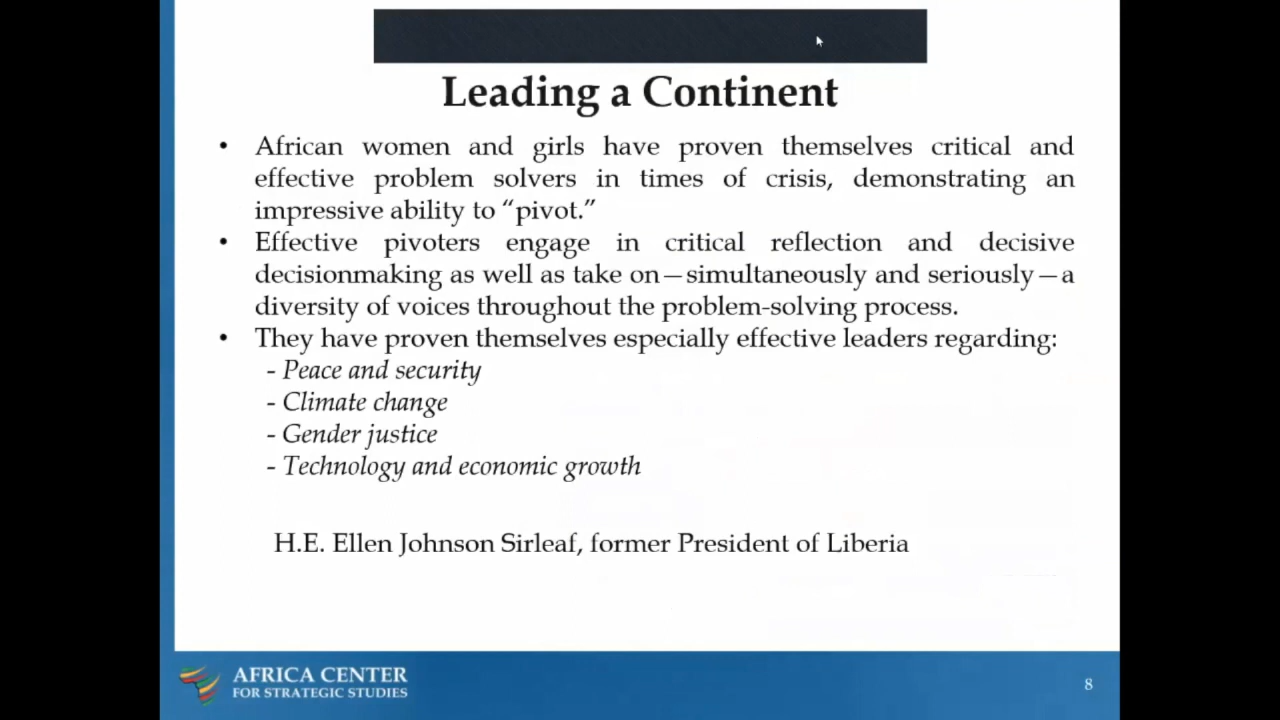 Leading a Continent
• African women and girls have proven themselves critical and
effective problem solvers in times of crisis, demonstrating an
impressive ability to “pivot.”
• Effective pivoters engage in critical reflection and decisive
decisionmaking as well as take on—simultaneously and seriously—a
diversity of voices throughout the problem-solving process.
• They have proven themselves especially effective leaders regarding:
- Peace and security
- Climate change
- Gender justice
- Technology and economic growth
H.E. Ellen Johnson Sirleaf, former President of Liberia
AFRICA CENTER
FOR STRATEGIC STUDIES
8